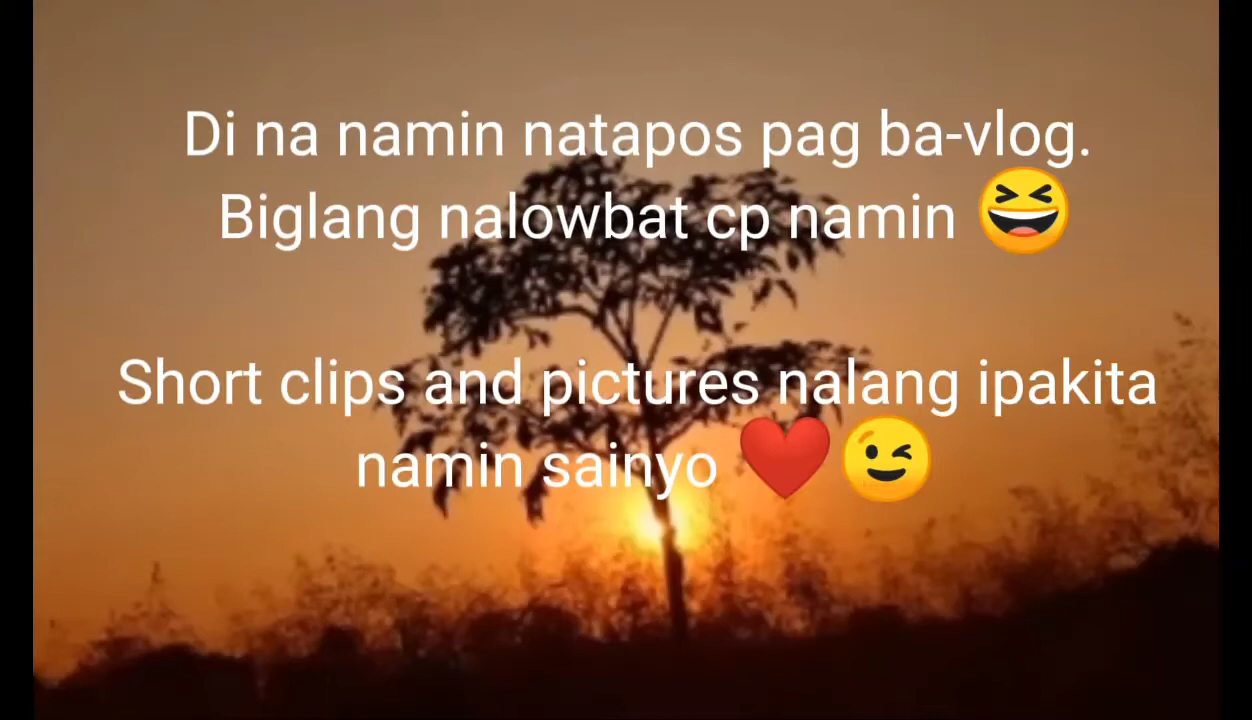 Di na namin natapos pag ba-vlog.
Biglang nalowbat cp namin 😆
Short clips and pictures nalang ipakita
namin sainyo ❤️😉